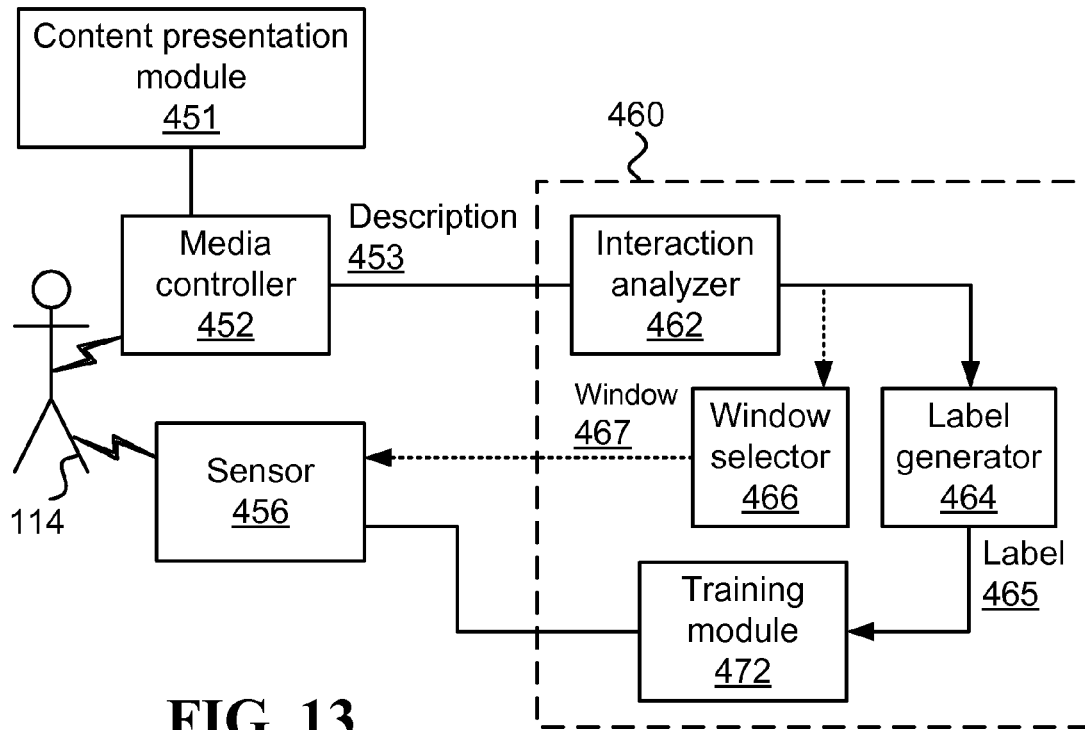 Content presentation
module
451
460
Description
453
Media
controller
452
Interaction
analyzer
462
Window
467
Window
selector
466
Label
generator
464
Sensor
456
114
Label
465
Training
module
472
FIG. 13